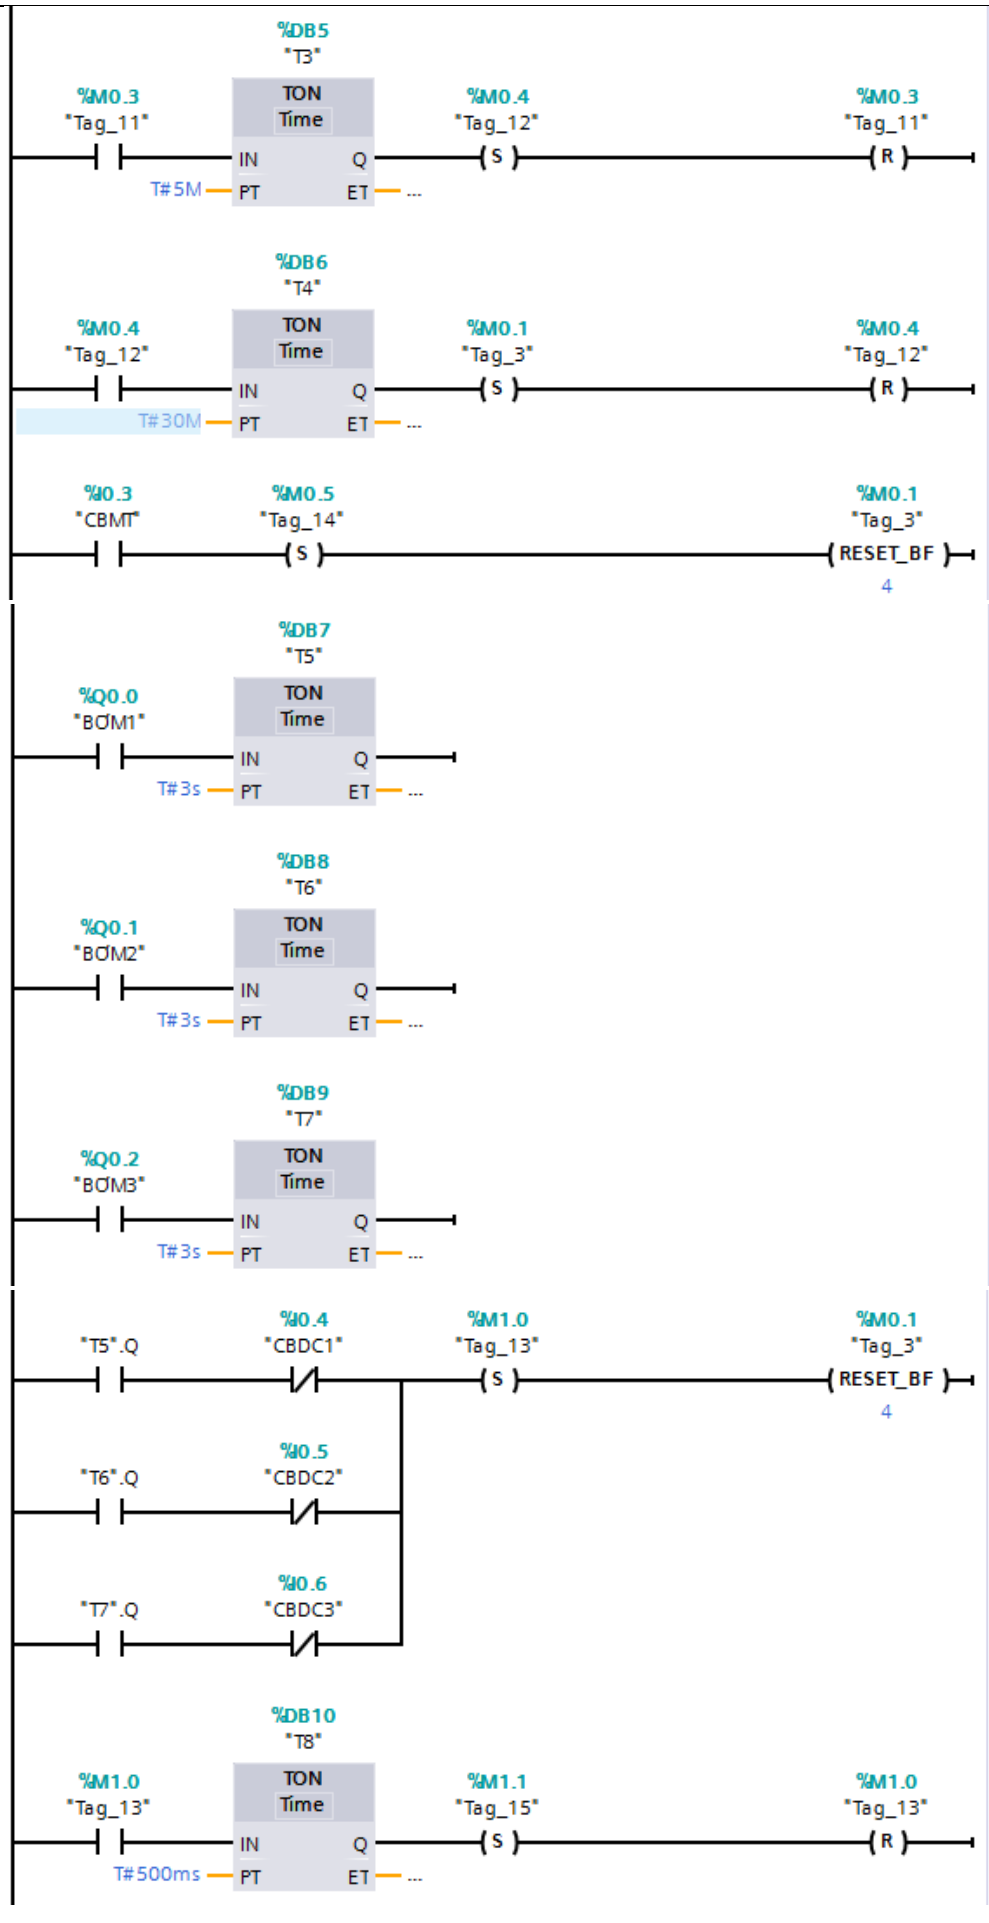 %DB5
"T3"
%M0.3
"Tag_11"
TON
Time
%M0.4
"Tag_12"
%M0.3
"Tag_11"
IN Q
S
R
T#5M
PT ET ...
%DB6
"T4"
%M0.4
"Tag_12"
TON
Time
%M0.1
"Tag_3"
%M0.4
"Tag_12"
IN Q
S
R
T#30M
PT ET ...
%I0.3
"CBMT"
%M0.5
"Tag_14"
%M0.1
"Tag_3"
S
RESET_BF
4
%DB7
"T5"
%Q0.0
"BƠM1"
TON
Time
IN Q
T#3s
PT ET ...
%DB8
"T6"
%Q0.1
"BƠM2"
TON
Time
IN Q
T#3s
PT ET ...
%DB9
"T7"
%Q0.2
"BƠM3"
TON
Time
IN Q
T#3s
PT ET ...
"T5".Q
%I0.4
"CBDC1"
%M1.0
"Tag_13"
%M0.1
"Tag_3"
S
RESET_BF
4
"T6".Q
%I0.5
"CBDC2"
"T7".Q
%I0.6
"CBDC3"
%DB10
"T8"
%M1.0
"Tag_13"
TON
Time
%M1.1
"Tag_15"
%M1.0
"Tag_13"
IN Q
S
R
T#500ms
PT ET ...